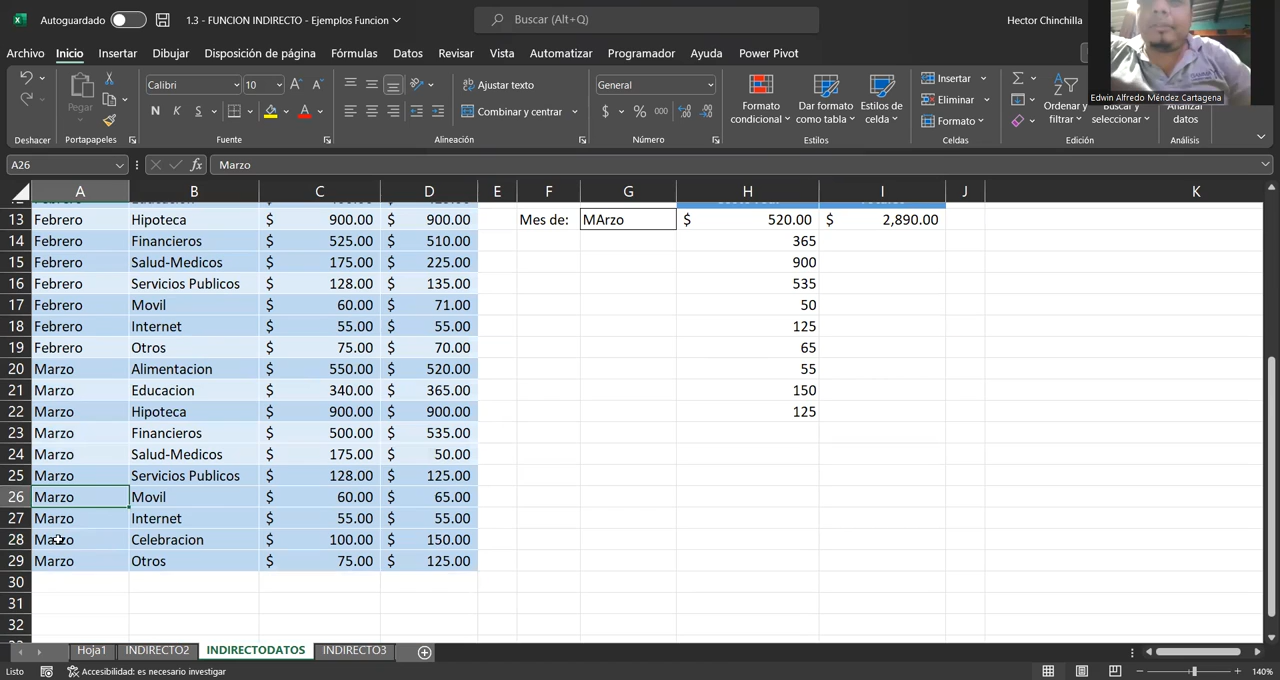 Autoguardado 1.3 - FUNCION INDIRECTO - Ejemplos Funcion Buscar (Alt+Q) Hector Chinchilla
Archivo Inicio Insertar Dibujar Disposición de página Fórmulas Datos Revisar Vista Automatizar Programador Ayuda Power Pivot
Pegar Calibri 10 Ajustar texto General Formato condicional Dar formato como tabla Estilos de celda Insertar Ordenar y filtrar Buscar y seleccionar Analizar datos
N K S Combinar y centrar $ % 000 Eliminar
Formato
Edwin Alfredo Méndez Cartagena
Deshacer Portapapeles Fuente Alineación Número Estilos Celdas Edición Análisis
A26 fx Marzo
A B C D E F G H I J K
13 Febrero Hipoteca $ 900.00 $ 900.00 Mes de: MArzo $ 520.00 $ 2,890.00
14 Febrero Financieros $ 525.00 $ 510.00 365
15 Febrero Salud-Medicos $ 175.00 $ 225.00 900
16 Febrero Servicios Publicos $ 128.00 $ 135.00 535
17 Febrero Movil $ 60.00 $ 71.00 50
18 Febrero Internet $ 55.00 $ 55.00 125
19 Febrero Otros $ 75.00 $ 70.00 65
20 Marzo Alimentacion $ 550.00 $ 520.00 55
21 Marzo Educacion $ 340.00 $ 365.00 150
22 Marzo Hipoteca $ 900.00 $ 900.00 125
23 Marzo Financieros $ 500.00 $ 535.00
24 Marzo Salud-Medicos $ 175.00 $ 50.00
25 Marzo Servicios Publicos $ 128.00 $ 125.00
26 Marzo Movil $ 60.00 $ 65.00
27 Marzo Internet $ 55.00 $ 55.00
28 Marzo Celebracion $ 100.00 $ 150.00
29 Marzo Otros $ 75.00 $ 125.00
30
31
32
Hoja1 INDIRECTO2 INDIRECTODATOS INDIRECTO3
Listo Accesibilidad: es necesario investigar 140%